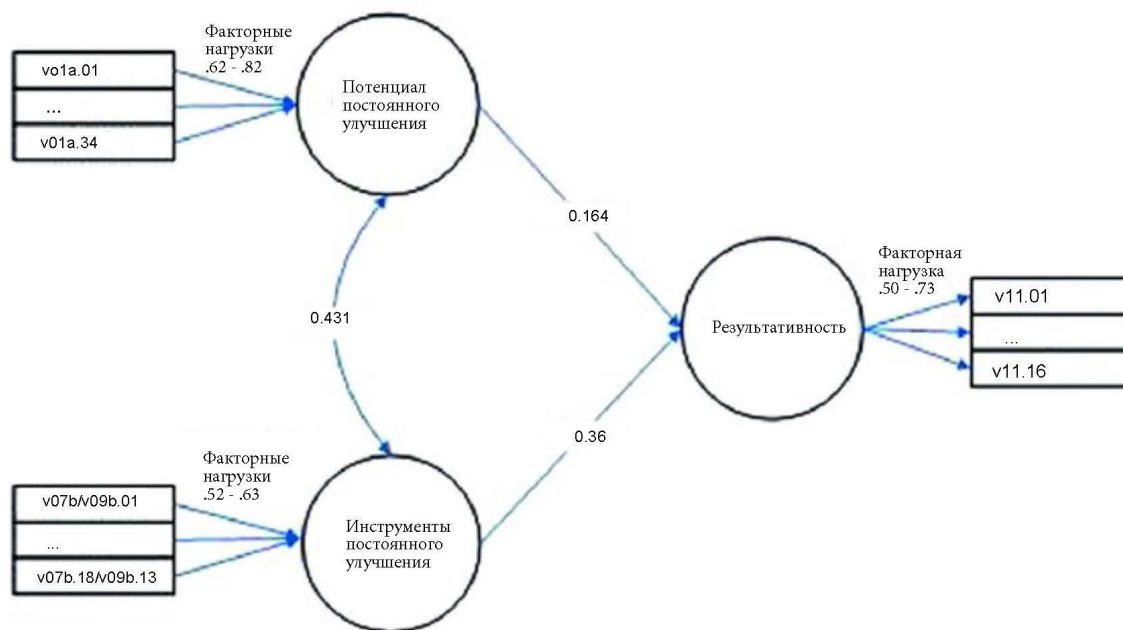 Факторные
нагрузки
.62 - .82
vo1a.01
...
v01a.34
Потенциал
постоянного
улучшения
0.164
0.431
Факторная
нагрузка
.50 - .73
Результативность
v11.01
...
v11.16
0.36
Факторные
нагрузки
.52 - .63
v07b/v09b.01
...
v07b.18/v09b.13
Инструменты
постоянного
улучшения